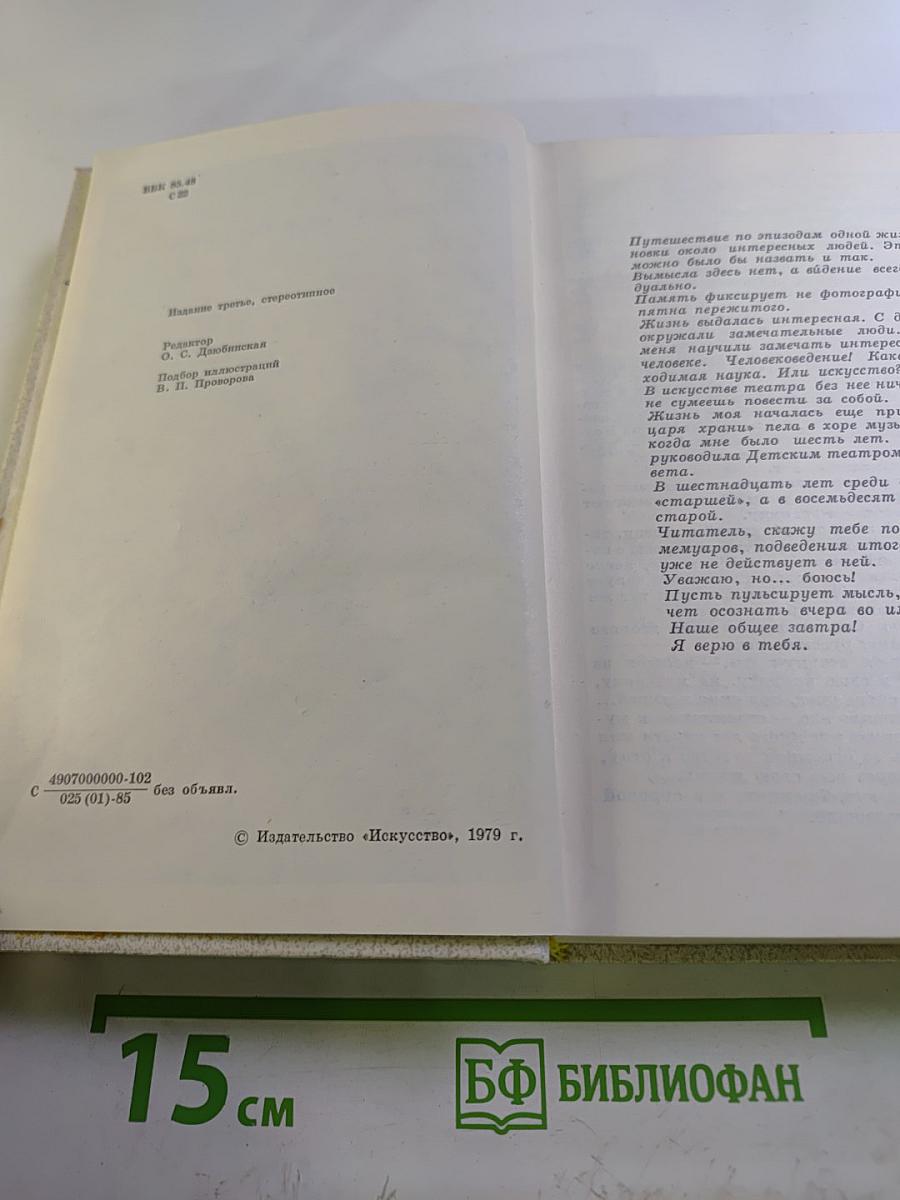 ББК 85.43
С 22
Издание третье, стереотипное
Редактор
О. С. Даюбинская
Подбор иллюстраций
В. П. Проворова
С 4907000000-102
025 (01)-85 без объявл.
© Издательство «Искусство», 1979 г.
Путешествие по эпизодам одной жиз
новки около интересных людей. Эп
можно было бы назвать и так.
Вымысла здесь нет, а ви́дение всег
дуально.
Память фиксирует не фотографи
пятна пережитого.
Жизнь выдалась интересная. С д
окружали замечательные люди.
меня научили замечать интерес
человеке. Человековедение! Како
ходимая наука. Или искусство?
В искусстве театра без нее нич
не сумеешь повести за собой.
Жизнь моя началась еще при
царя храни» пела в хоре музы
когда мне было шесть лет.
руководила Детским театром
вета.
В шестнадцать лет среди
«старшей», а в восемьдесят
старой.
Читатель, скажу тебе по
мемуаров, подведения итог
уже не действует в ней.
Уважаю, но... боюсь!
Пусть пульсирует мысль,
чет осознать вчера во им
Наше общее завтра!
Я верю в тебя.
15 см
БФ БИБЛИОФАН